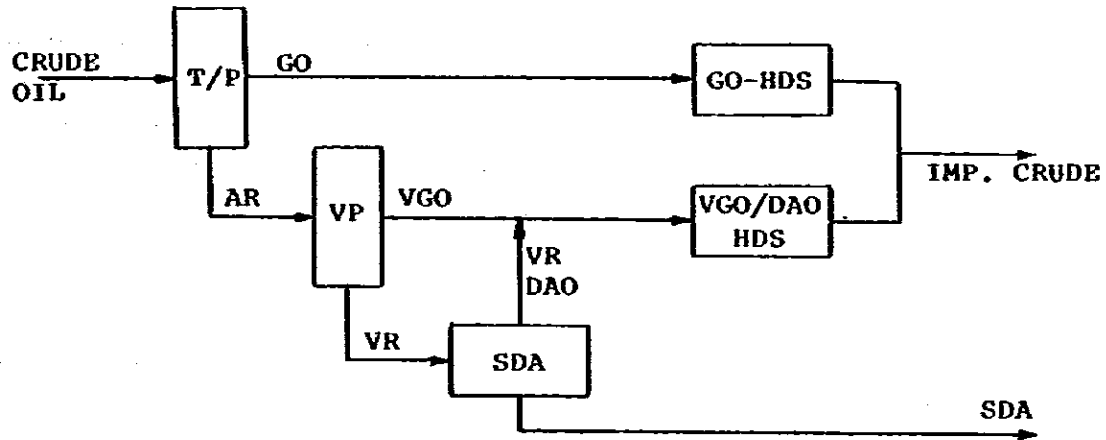 CRUDE
OIL
T/P
GO
GO-HDS
IMP. CRUDE
AR
VP
VGO
VGO/DAO
HDS
VR
DAO
VR
SDA
SDA